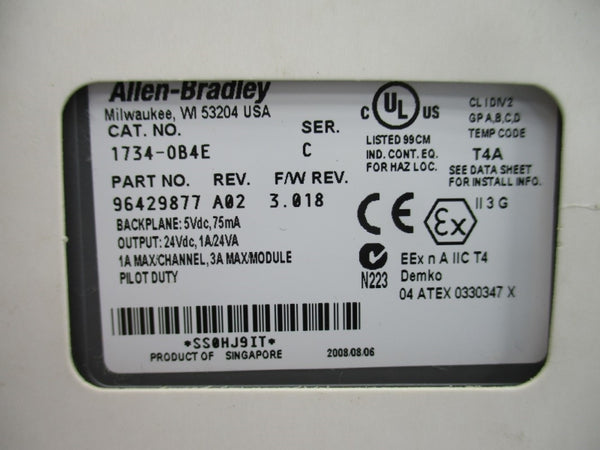 Allen-Bradley
Milwaukee, WI 53204 USA
CAT. NO. SER.
1734-OB4E C
PART NO. REV. F/W REV.
96429877 A02 3.018
BACKPLANE: 5Vdc, 75mA
OUTPUT: 24Vdc, 1A/24VA
1A MAX/CHANNEL, 3A MAX/MODULE
PILOT DUTY
*SS0HJ9IT*
PRODUCT OF SINGAPORE 2008/08/06
C UL US
LISTED 99CM
IND. CONT. EQ.
FOR HAZ LOC.
CL I DIV2
GP A,B,C,D
TEMP CODE
T4A
SEE DATA SHEET
FOR INSTALL INFO.
CE Ex II 3 G
N223
EEx n A IIC T4
Demko
04 ATEX 0330347 X